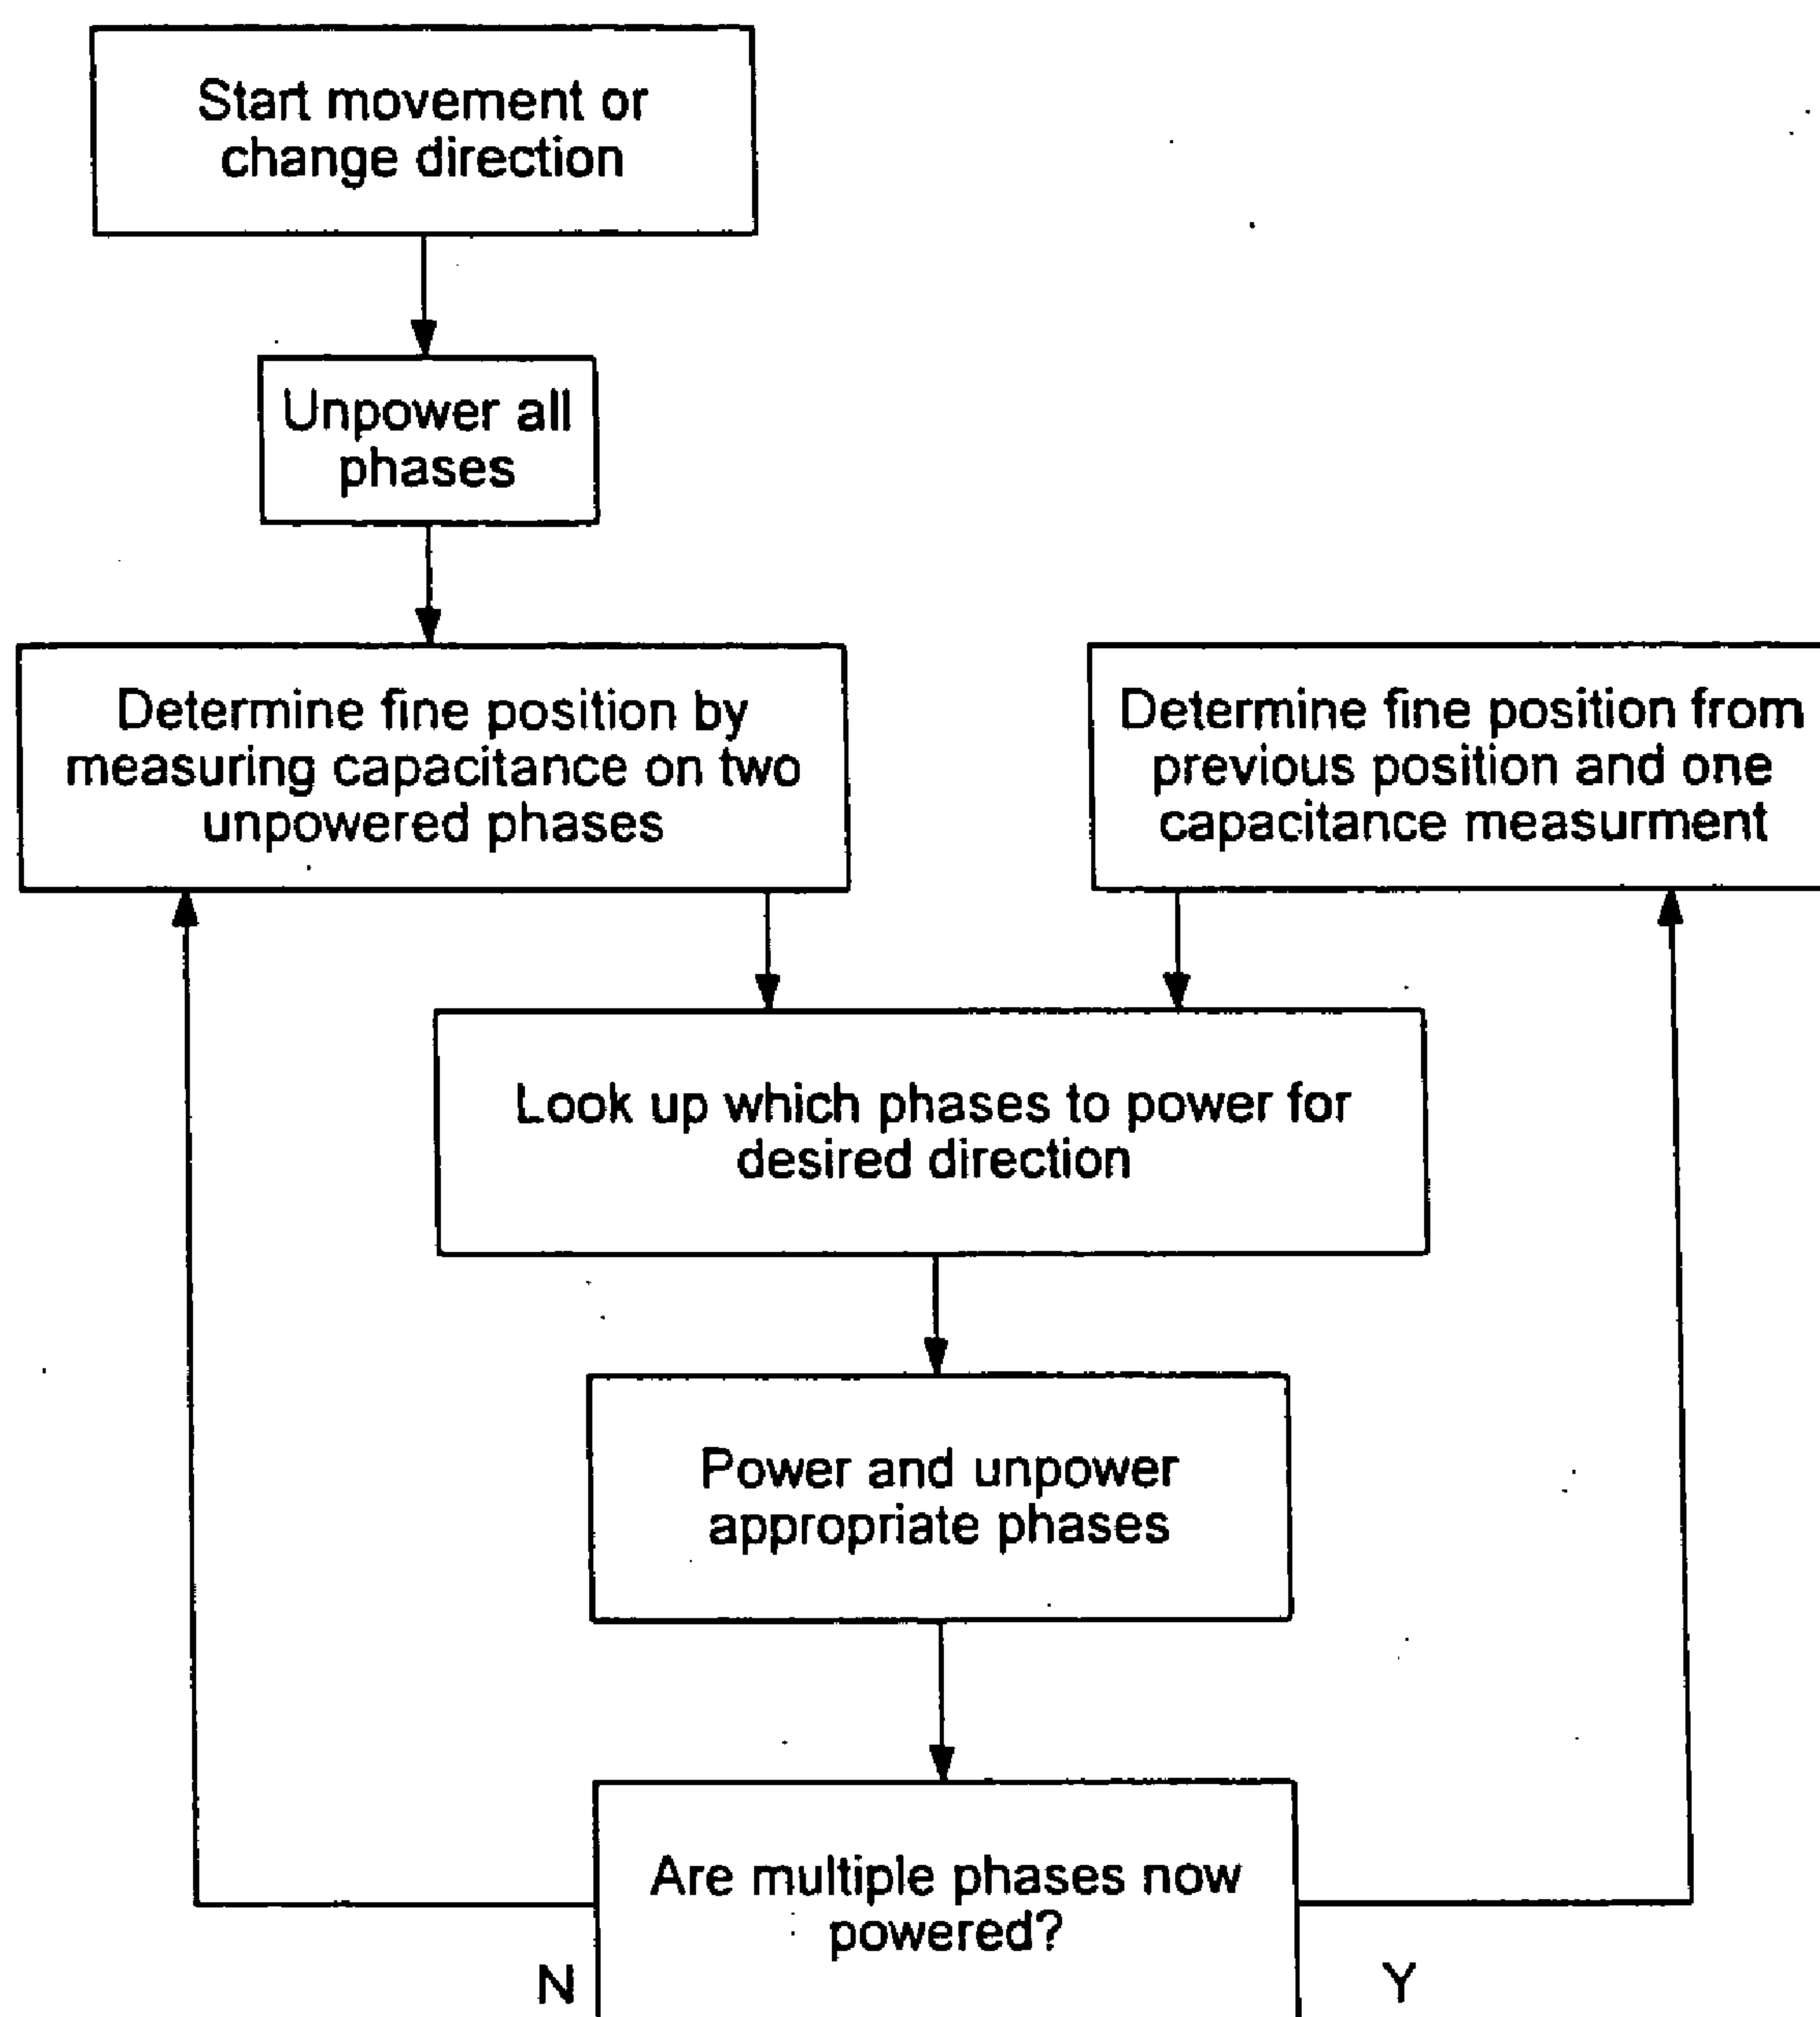 Start movement or
change direction
Unpower all
phases
Determine fine position by
measuring capacitance on two
unpowered phases
Determine fine position from
previous position and one
capacitance measurment
Look up which phases to power for
desired direction
Power and unpower
appropriate phases
Are multiple phases now
powered?
N
Y